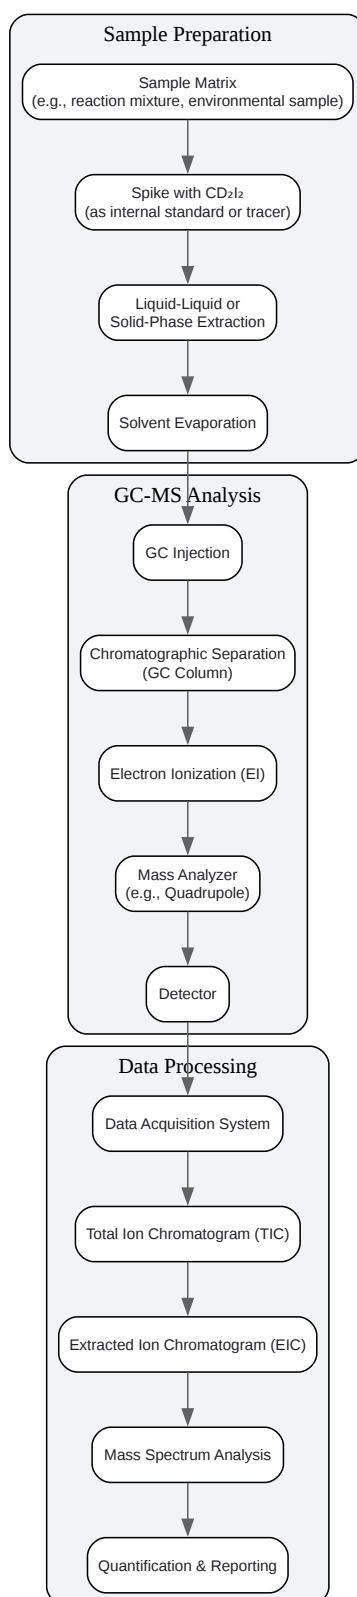 Sample Preparation
Sample Matrix
(e.g., reaction mixture, environmental sample)
Spike with CD₂I₂
(as internal standard or tracer)
Liquid-Liquid or
Solid-Phase Extraction
Solvent Evaporation
GC-MS Analysis
GC Injection
Chromatographic Separation
(GC Column)
Electron Ionization (EI)
Mass Analyzer
(e.g., Quadrupole)
Detector
Data Processing
Data Acquisition System
Total Ion Chromatogram (TIC)
Extracted Ion Chromatogram (EIC)
Mass Spectrum Analysis
Quantification & Reporting